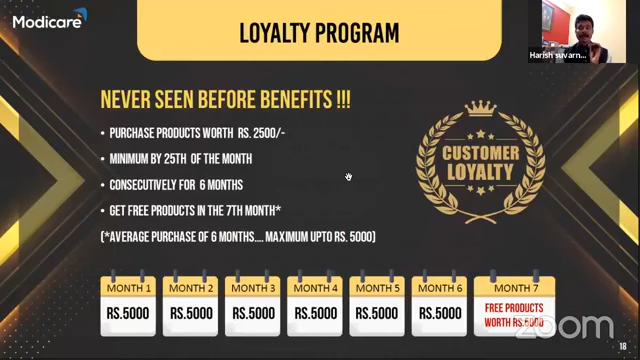 Modicare
LOYALTY PROGRAM
Harish suvarn...
NEVER SEEN BEFORE BENEFITS !!!
• PURCHASE PRODUCTS WORTH RS. 2500/-
• MINIMUM BY 25TH OF THE MONTH
• CONSECUTIVELY FOR 6 MONTHS
• GET FREE PRODUCTS IN THE 7TH MONTH*
(*AVERAGE PURCHASE OF 6 MONTHS.... MAXIMUM UPTO RS. 5000)
CUSTOMER
LOYALTY
MONTH 1 MONTH 2 MONTH 3 MONTH 4 MONTH 5 MONTH 6 MONTH 7
RS.5000 RS.5000 RS.5000 RS.5000 RS.5000 RS.5000 FREE PRODUCTS
WORTH RS.5000
zoom
18